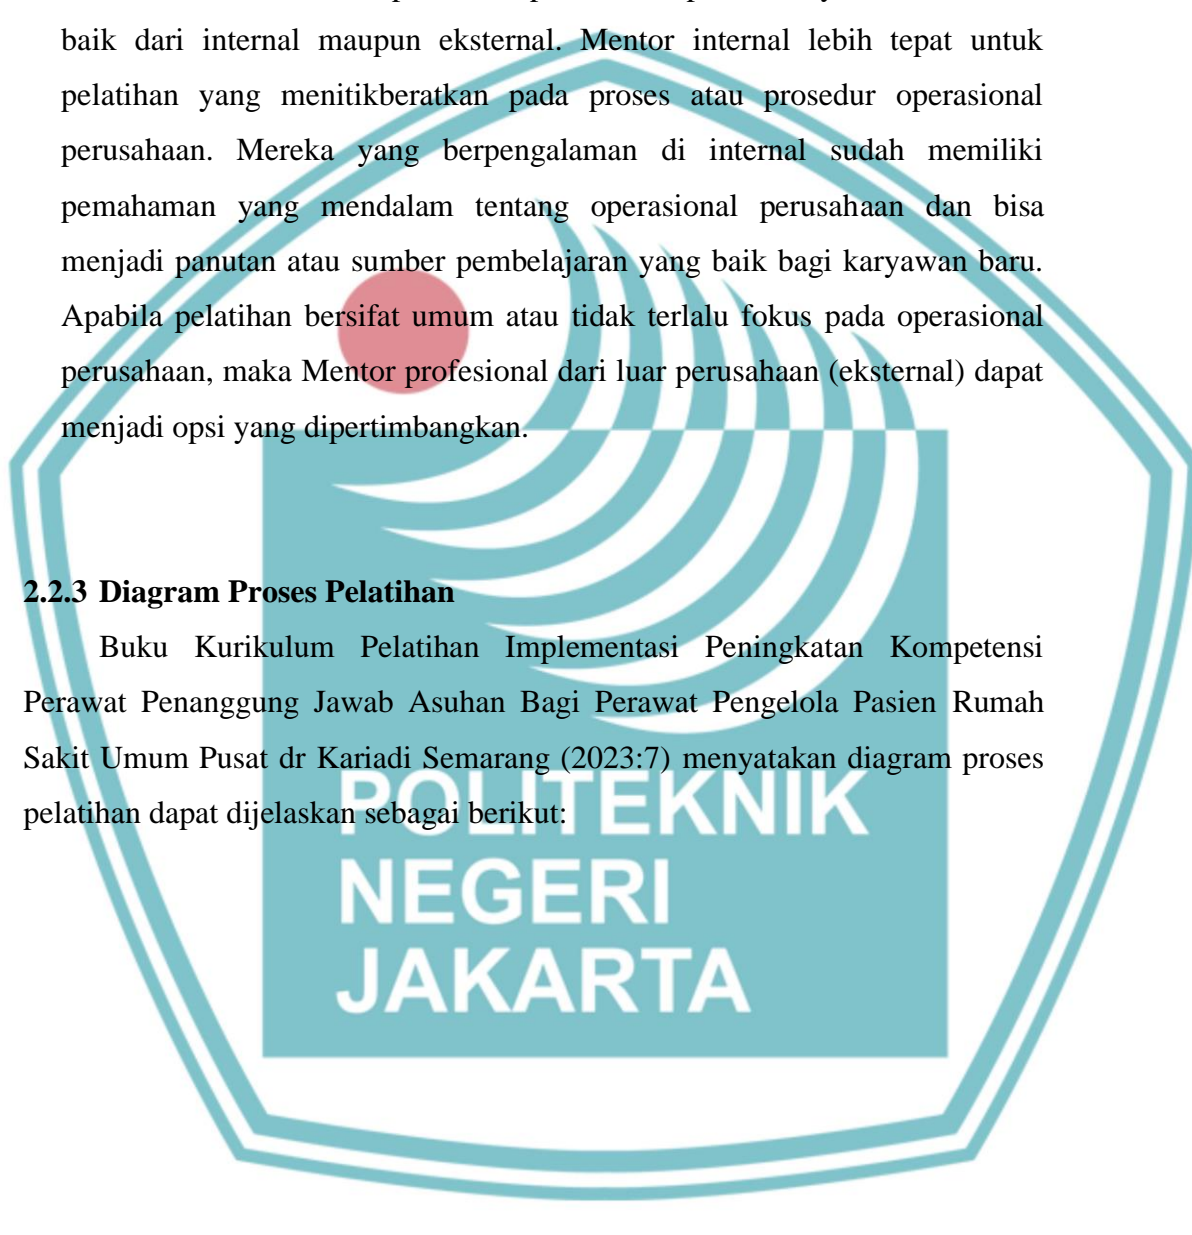 baik dari internal maupun eksternal. Mentor internal lebih tepat untuk
pelatihan yang menitikberatkan pada proses atau prosedur operasional
perusahaan. Mereka yang berpengalaman di internal sudah memiliki
pemahaman yang mendalam tentang operasional perusahaan dan bisa
menjadi panutan atau sumber pembelajaran yang baik bagi karyawan baru.
Apabila pelatihan bersifat umum atau tidak terlalu fokus pada operasional
perusahaan, maka Mentor profesional dari luar perusahaan (eksternal) dapat
menjadi opsi yang dipertimbangkan.
2.2.3 Diagram Proses Pelatihan
Buku Kurikulum Pelatihan Implementasi Peningkatan Kompetensi
Perawat Penanggung Jawab Asuhan Bagi Perawat Pengelola Pasien Rumah
Sakit Umum Pusat dr Kariadi Semarang (2023:7) menyatakan diagram proses
pelatihan dapat dijelaskan sebagai berikut:
POLITEKNIK
NEGERI
JAKARTA